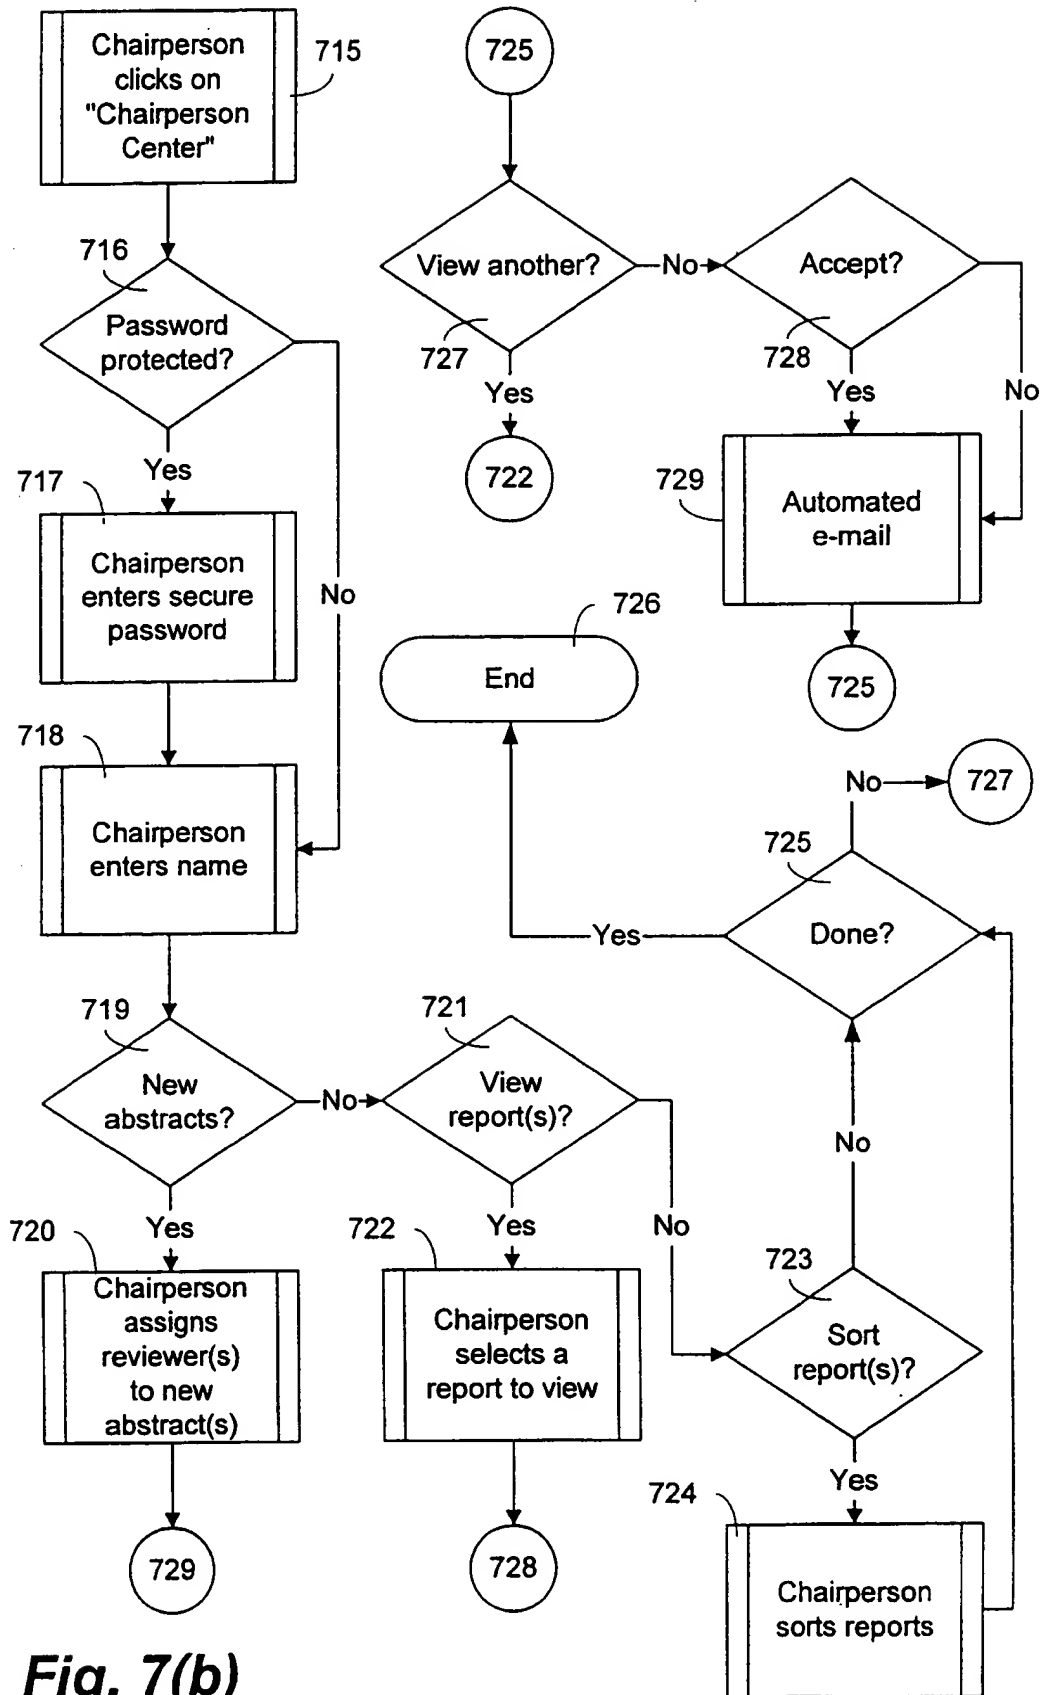 Chairperson
clicks on
"Chairperson
Center"
715
716
Password
protected?
Yes
No
717
Chairperson
enters secure
password
718
Chairperson
enters name
719
New
abstracts?
No
Yes
720
Chairperson
assigns
reviewer(s)
to new
abstract(s)
729
721
View
report(s)?
Yes
No
722
Chairperson
selects a
report to view
728
725
View another?
727
No
Yes
722
Accept?
728
Yes
No
729
Automated
e-mail
725
726
End
No
727
725
Done?
Yes
No
723
Sort
report(s)?
Yes
724
Chairperson
sorts reports
Fig. 7(b)